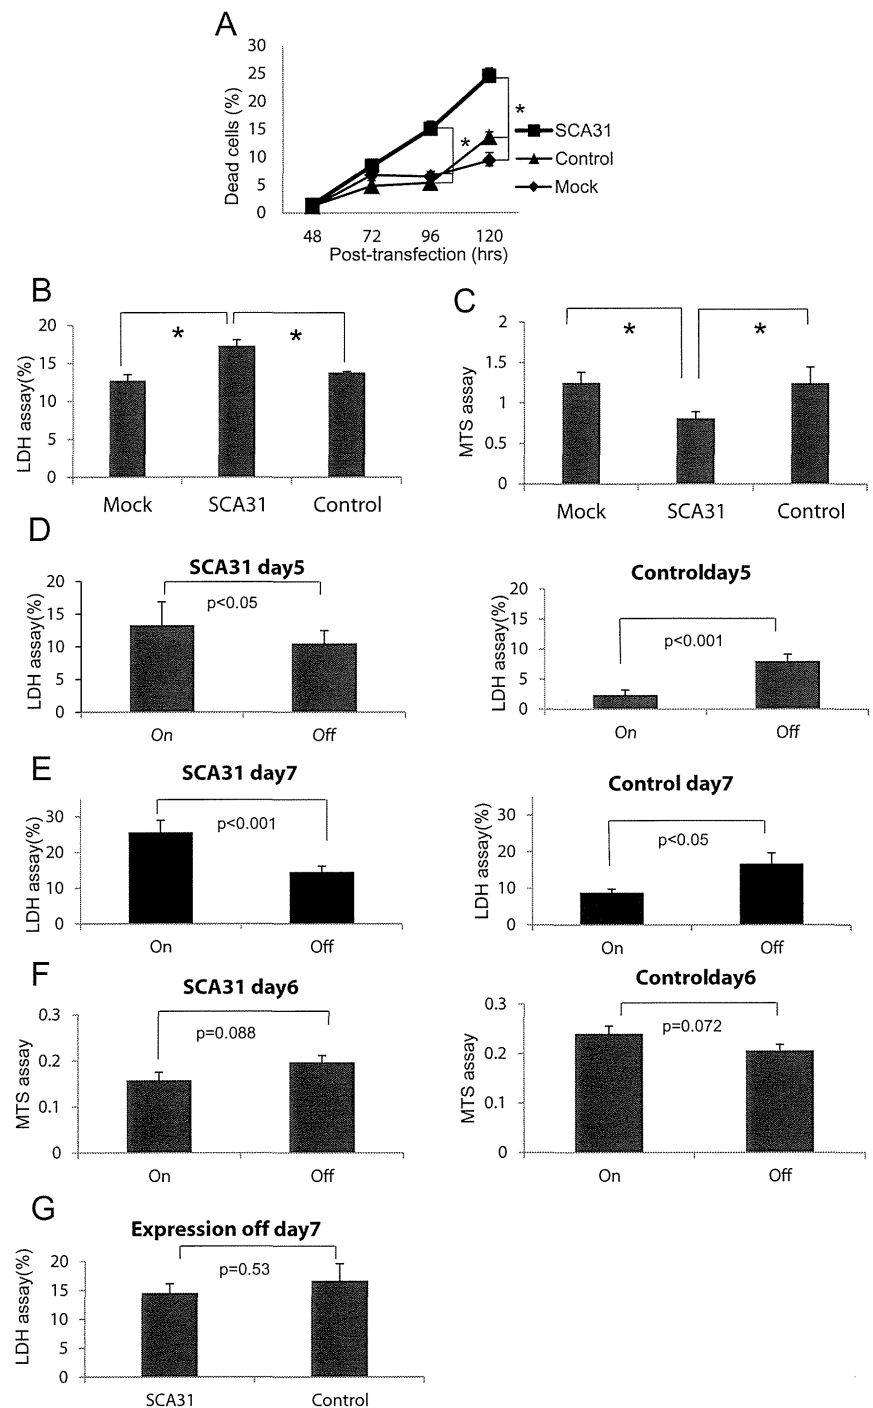 A
Dead cells (%)
30
25
20
15
10
5
0
*
*
48 72 96 120
Post-transfection (hrs)
SCA31
Control
Mock
B
LDH assay(%)
20
15
10
5
0
*
*
Mock SCA31 Control
C
MTS assay
2
1.5
1
0.5
0
*
*
Mock SCA31 Control
D
SCA31 day5
LDH assay(%)
20
15
10
5
0
p<0.05
On Off
Controlday5
LDH assay(%)
20
15
10
5
0
p<0.001
On Off
E
SCA31 day7
LDH assay(%)
30
20
10
0
p<0.001
On Off
Control day7
LDH assay(%)
30
20
10
0
p<0.05
On Off
F
SCA31 day6
MTS assay
0.3
0.2
0.1
0
p=0.088
On Off
Controlday6
MTS assay
0.3
0.2
0.1
0
p=0.072
On Off
G
Expression off day7
LDH assay(%)
20
15
10
5
0
p=0.53
SCA31 Control